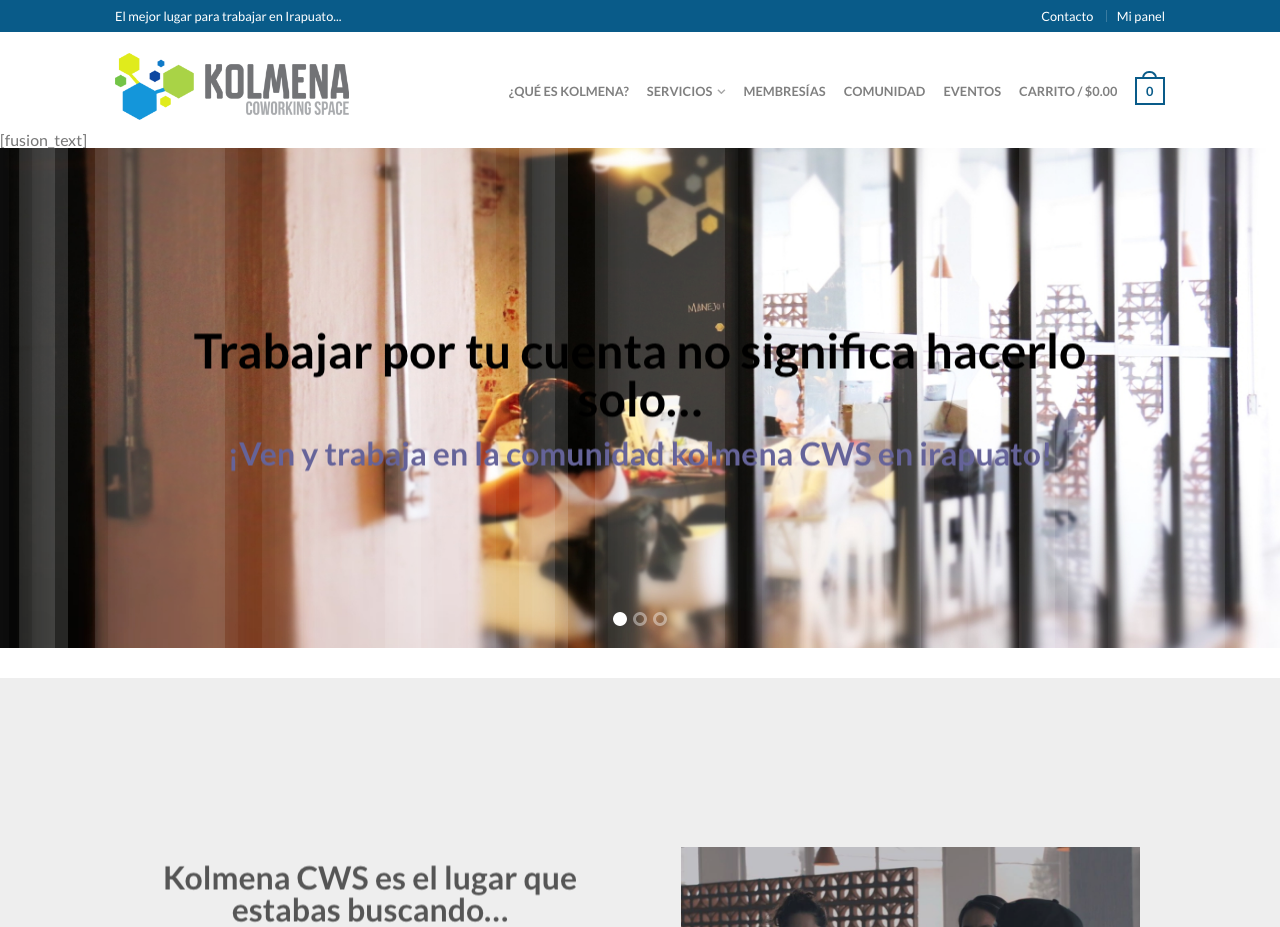 El mejor lugar para trabajar en Irapuato...
Contacto
Mi panel
KOLMENA
COWORKING SPACE
¿QUÉ ES KOLMENA?
SERVICIOS
MEMBRESÍAS
COMUNIDAD
EVENTOS
CARRITO / $0.00
0
[fusion_text]
MANEJO
Trabajar por tu cuenta no significa hacerlo
solo...
¡Ven y trabaja en la comunidad kolmena CWS en irapuato!
Kolmena CWS es el lugar que
estabas buscando...